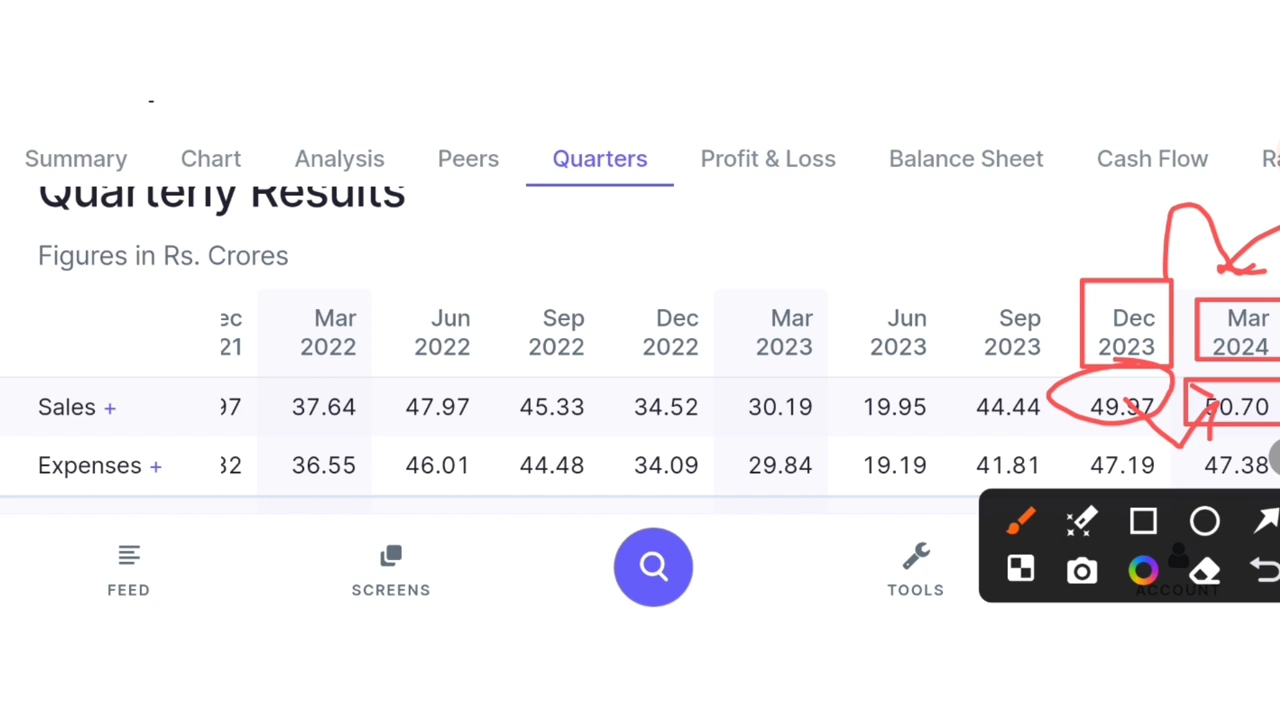 Summary Chart Analysis Peers Quarters Profit & Loss Balance Sheet Cash Flow
Quarterly Results
Figures in Rs. Crores
Mar Jun Sep Dec Mar Jun Sep Dec Mar
21 2022 2022 2022 2022 2023 2023 2023 2023 2024
Sales + 97 37.64 47.97 45.33 34.52 30.19 19.95 44.44 49.97 50.70
Expenses + 32 36.55 46.01 44.48 34.09 29.84 19.19 41.81 47.19 47.38
FEED SCREENS TOOLS ACCOUNT